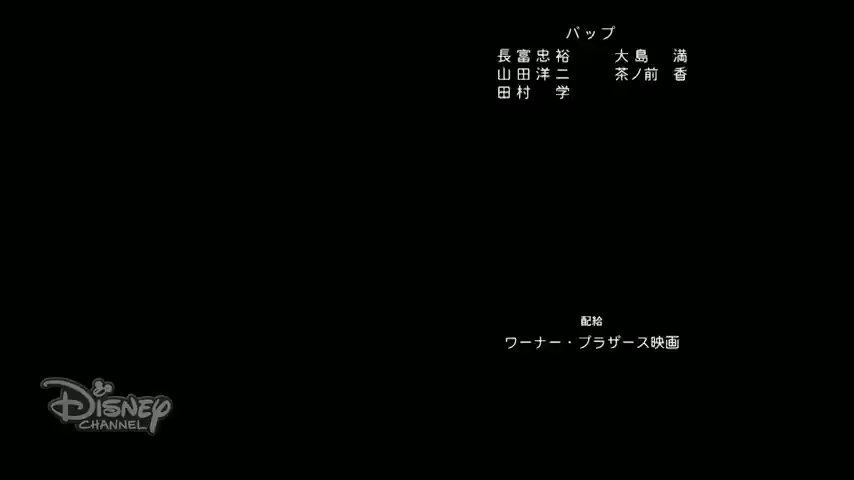 バップ
長富忠裕 大島 満
山田洋二 茶ノ前 香
田村 学
配給
ワーナー・ブラザース映画
DISNEY
CHANNEL